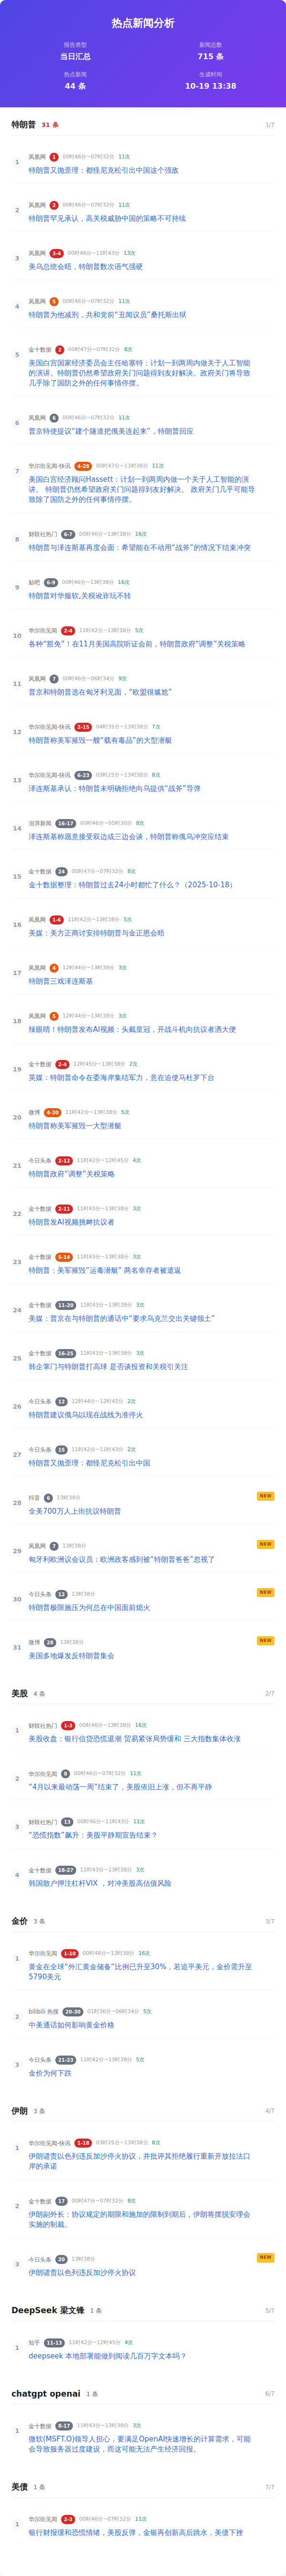 热点新闻分析
报告类型
新闻总数
当日汇总
715 条
热点新闻
生成时间
44 条
10-19 13:38
特朗普 31 条 1/7
1
凤凰网 1 00时46分~07时32分 11次
特朗普又抛歪理：都怪尼克松引出中国这个强敌
2
凤凰网 2 00时46分~07时32分 11次
特朗普罕见承认，高关税威胁中国的策略不可持续
3
凤凰网 3-4 00时46分~11时43分 13次
美乌总统会晤，特朗普数次语气强硬
4
凤凰网 5 00时46分~07时32分 11次
特朗普为他减刑，共和党前“丑闻议员”桑托斯出狱
5
金十数据 2 00时47分~07时32分 8次
美国白宫国家经济委员会主任哈塞特：计划一到两周内做关于人工智能
的演讲。特朗普仍然希望政府关门问题得到友好解决。政府关门将导致
几乎除了国防之外的任何事情停摆。
6
凤凰网 6 00时46分~07时32分 11次
普京特使提议“建个隧道把俄美连起来”，特朗普回应
7
华尔街见闻-快讯 4-28 00时47分~13时38分 11次
美国白宫经济顾问Hassett：计划一到两周内做一个关于人工智能的演
讲。 特朗普仍然希望政府关门问题得到友好解决。 政府关门几乎可能导
致除了国防之外的任何事情停摆。
8
财联社热门 6-7 00时46分~13时38分 16次
特朗普与泽连斯基再度会面：希望能在不动用“战斧”的情况下结束冲突
9
贴吧 6-9 00时46分~13时38分 16次
特朗普对华服软,关税讹诈玩不转
10
华尔街见闻 2-4 11时42分~13时38分 5次
各种“豁免”！在11月美国高院听证会前，特朗普政府“调整”关税策略
11
凤凰网 7 00时46分~06时34分 9次
普京和特朗普选在匈牙利见面，“欧盟很尴尬”
12
华尔街见闻-快讯 2-15 04时35分~13时38分 7次
特朗普称美军摧毁一艘“载有毒品”的大型潜艇
13
华尔街见闻-快讯 6-23 03时25分~13时38分 8次
泽连斯基承认：特朗普未明确拒绝向乌提供“战斧”导弹
14
澎湃新闻 16-17 00时46分~05时30分 8次
泽连斯基称愿意接受双边或三边会谈，特朗普称俄乌冲突应结束
15
金十数据 24 00时47分~07时32分 8次
金十数据整理：特朗普过去24小时都忙了什么？（2025-10-18）
16
凤凰网 1-6 11时42分~13时38分 5次
美媒：美方正商讨安排特朗普与金正恩会晤
17
凤凰网 4 12时44分~13时38分 3次
特朗普三戏泽连斯基
18
凤凰网 5 12时44分~13时38分 3次
辣眼睛！特朗普发布AI视频：头戴皇冠，开战斗机向抗议者洒大便
19
金十数据 2-4 12时45分~13时38分 2次
英媒：特朗普命令在委海岸集结军力，意在迫使马杜罗下台
20
微博 4-30 11时42分~13时38分 5次
特朗普称美军摧毁一大型潜艇
21
今日头条 2-12 11时42分~12时45分 4次
特朗普政府“调整”关税策略
22
金十数据 2-11 11时43分~13时38分 3次
特朗普发AI视频挑衅抗议者
23
金十数据 5-14 11时43分~13时38分 3次
特朗普：美军摧毁“运毒潜艇” 两名幸存者被遣返
24
金十数据 11-20 11时43分~13时38分 3次
美媒：普京在与特朗普的通话中“要求乌克兰交出关键领土”
25
金十数据 16-25 11时43分~13时38分 3次
韩企掌门与特朗普打高球 是否谈投资和关税引关注
26
今日头条 12 12时44分~12时45分 2次
特朗普建议俄乌以现在战线为准停火
27
今日头条 15 11时42分~11时43分 2次
特朗普又抛歪理：都怪尼克松引出中国
NEW
28
抖音 6 13时38分
全美700万人上街抗议特朗普
NEW
29
凤凰网 7 13时38分
匈牙利欧洲议会议员：欧洲政客感到被“特朗普爸爸”忽视了
NEW
30
今日头条 12 13时38分
特朗普极限施压为何总在中国面前熄火
NEW
31
微博 28 13时38分
美国多地爆发反特朗普集会
美股 4 条 2/7
1
财联社热门 1-3 00时46分~13时38分 16次
美股收盘：银行信贷恐慌退潮 贸易紧张局势缓和 三大指数集体收涨
2
华尔街见闻 8 00时46分~07时32分 11次
“4月以来最动荡一周”结束了，美股依旧上涨，但不再平静
3
财联社热门 13 00时46分~11时43分 11次
“恐慌指数”飙升：美股平静期宣告结束？
4
金十数据 18-27 11时43分~13时38分 3次
韩国散户押注杠杆VIX ，对冲美股高估值风险
金价 3 条 3/7
1
华尔街见闻 1-10 00时46分~13时38分 16次
黄金在全球“外汇黄金储备”比例已升至30%，若追平美元，金价需升至
5790美元
2
bilibili 热搜 20-30 01时36分~06时34分 5次
中美通话如何影响黄金价格
3
今日头条 21-23 11时42分~13时38分 5次
金价为何下跌
伊朗 3 条 4/7
1
华尔街见闻-快讯 1-18 03时25分~13时38分 8次
伊朗谴责以色列违反加沙停火协议，并批评其拒绝履行重新开放拉法口
岸的承诺
2
金十数据 17 00时47分~07时32分 8次
伊朗副外长：协议规定的期限和施加的限制到期后，伊朗将摆脱安理会
实施的制裁。
NEW
3
今日头条 20 13时38分
伊朗谴责以色列违反加沙停火协议
DeepSeek 梁文锋 1 条 5/7
1
知乎 11-13 11时42分~12时45分 4次
deepseek 本地部署能做到阅读几百万字文本吗？
chatgpt openai 1 条 6/7
1
金十数据 8-17 11时43分~13时38分 3次
微软(MSFT.O)领导人担心，要满足OpenAI快速增长的计算需求，可能
会导致服务器过度建设，而这可能无法产生经济回报。
美债 1 条 7/7
1
华尔街见闻 2-3 00时46分~07时32分 11次
银行财报缓和恐慌情绪，美股反弹，金银再创新高后跳水，美债下挫